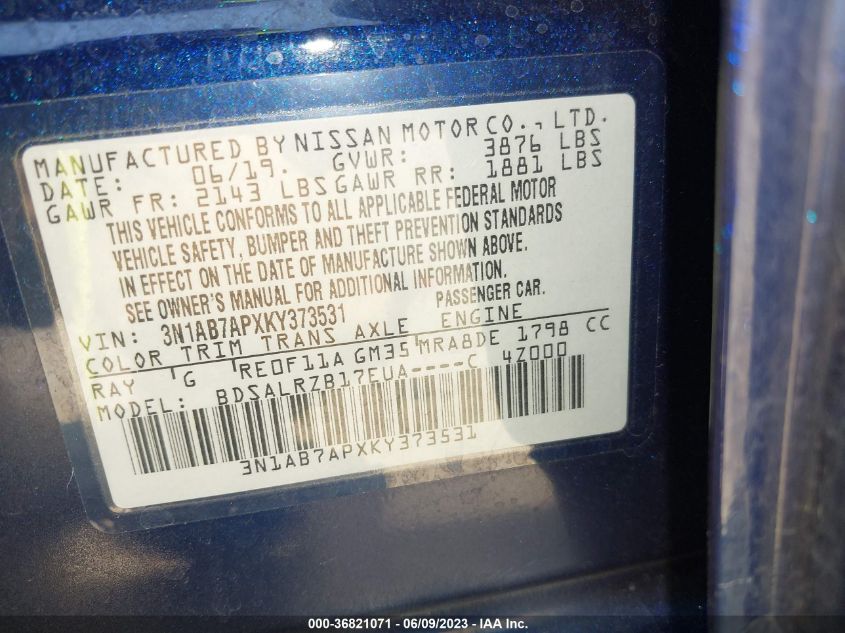 MANUFACTURED BY NISSAN MOTOR CO., LTD.
DATE: 06/19. GVWR: 3876 LBS
GAWR FR: 2143 LBS GAWR RR: 1881 LBS
THIS VEHICLE CONFORMS TO ALL APPLICABLE FEDERAL MOTOR
VEHICLE SAFETY, BUMPER AND THEFT PREVENTION STANDARDS
IN EFFECT ON THE DATE OF MANUFACTURE SHOWN ABOVE.
SEE OWNER'S MANUAL FOR ADDITIONAL INFORMATION.
PASSENGER CAR.
VIN: 3N1AB7APXKY373531
COLOR TRIM TRANS AXLE ENGINE
RAY G RE0F11A GM35 MRA8DE 1798 CC
MODEL: BDSALRZB17EUA----C 4Z000
3N1AB7APXKY373531
000-36821071 - 06/09/2023 - IAA Inc.